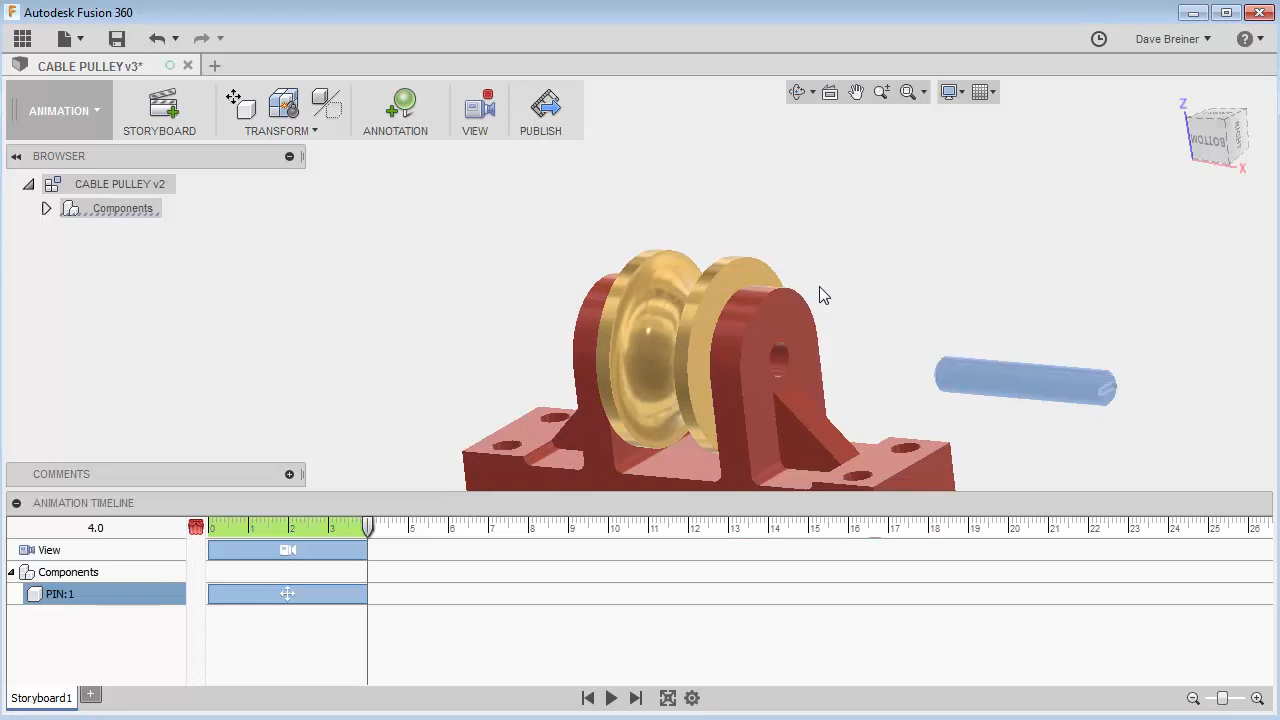 Autodesk Fusion 360
Dave Breiner
CABLE PULLEY v3*
ANIMATION
STORYBOARD
TRANSFORM
ANNOTATION
VIEW
PUBLISH
Z
BOTTOM
X
BROWSER
CABLE PULLEY v2
Components
COMMENTS
ANIMATION TIMELINE
4.0
0 1 2 3 5 6 7 8 9 10 11 12 13 14 15 16 17 18 19 20 21 22 23 24 25 26
View
Components
PIN:1
Storyboard1